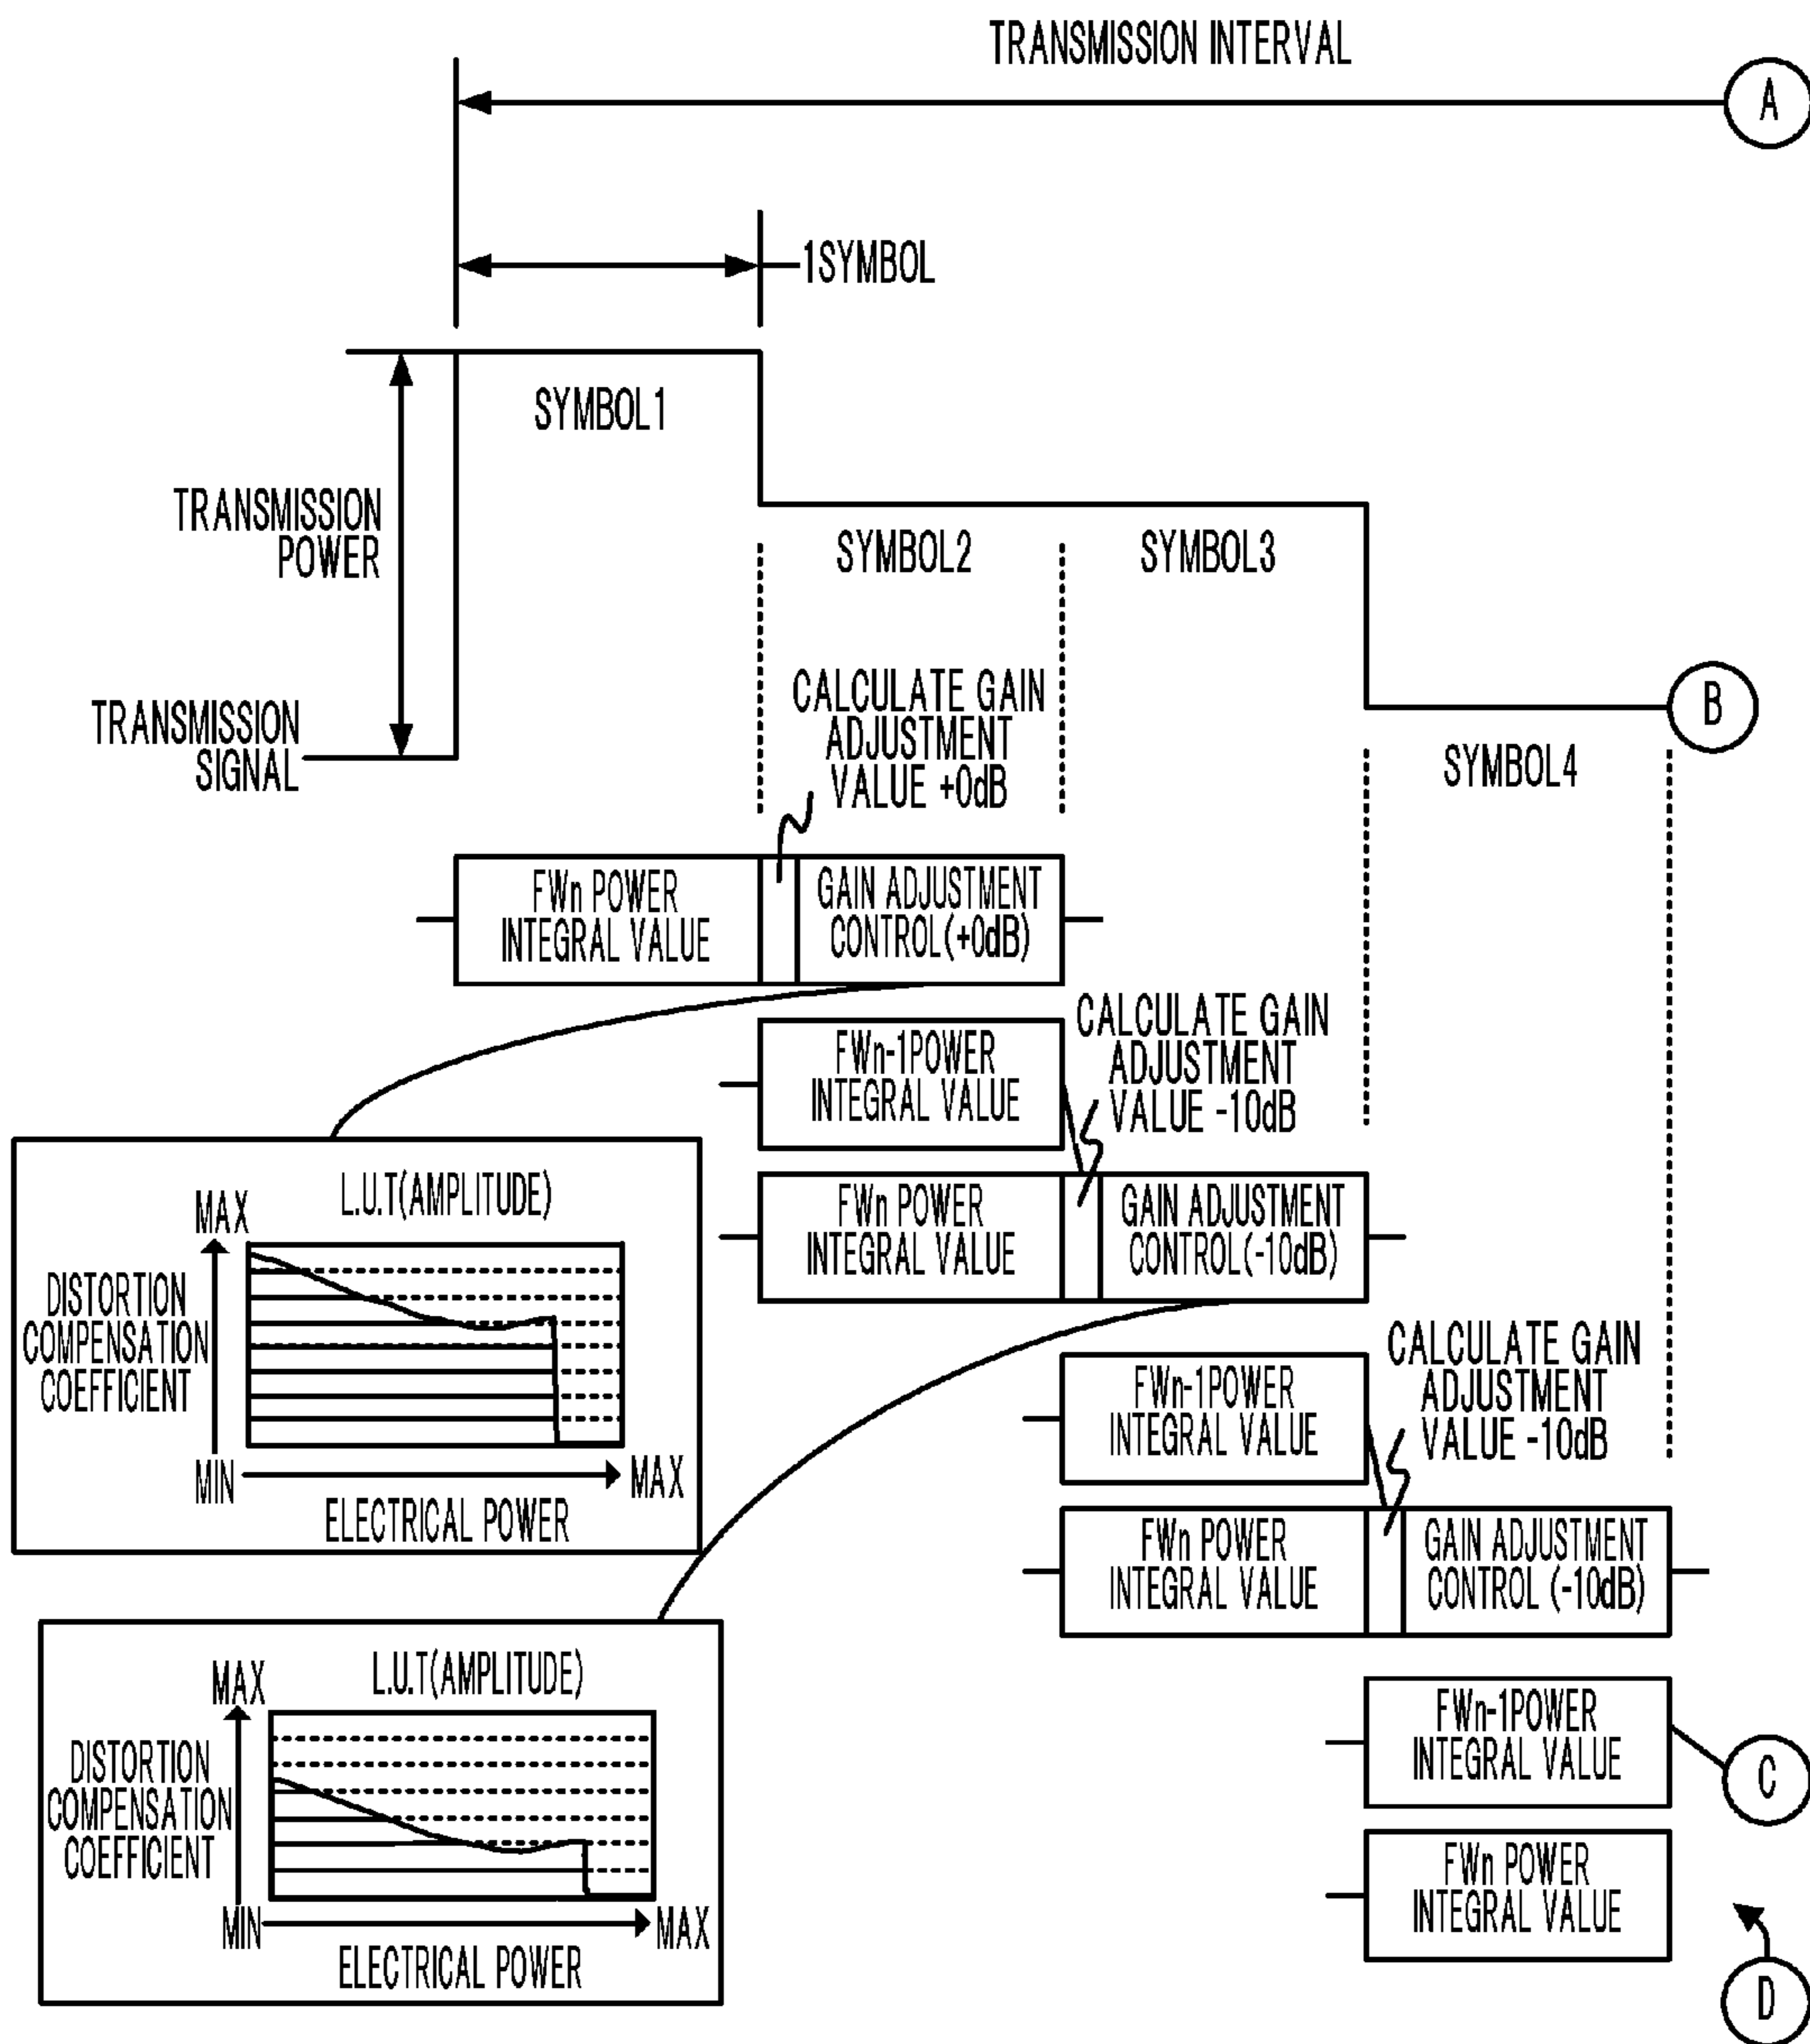 TRANSMISSION INTERVAL
A
1SYMBOL
SYMBOL1
TRANSMISSION
POWER
SYMBOL2
SYMBOL3
CALCULATE GAIN
ADJUSTMENT
VALUE +0dB
TRANSMISSION
SIGNAL
B
SYMBOL4
FWn POWER
INTEGRAL VALUE
GAIN ADJUSTMENT
CONTROL(+0dB)
CALCULATE GAIN
ADJUSTMENT
VALUE -10dB
FWn-1POWER
INTEGRAL VALUE
FWn POWER
INTEGRAL VALUE
GAIN ADJUSTMENT
CONTROL(-10dB)
L.U.T(AMPLITUDE)
MAX
DISTORTION
COMPENSATION
COEFFICIENT
MIN
MAX
ELECTRICAL POWER
CALCULATE GAIN
ADJUSTMENT
VALUE -10dB
FWn-1POWER
INTEGRAL VALUE
FWn POWER
INTEGRAL VALUE
GAIN ADJUSTMENT
CONTROL (-10dB)
L.U.T(AMPLITUDE)
MAX
DISTORTION
COMPENSATION
COEFFICIENT
MIN
MAX
ELECTRICAL POWER
FWn-1POWER
INTEGRAL VALUE
C
FWn POWER
INTEGRAL VALUE
D